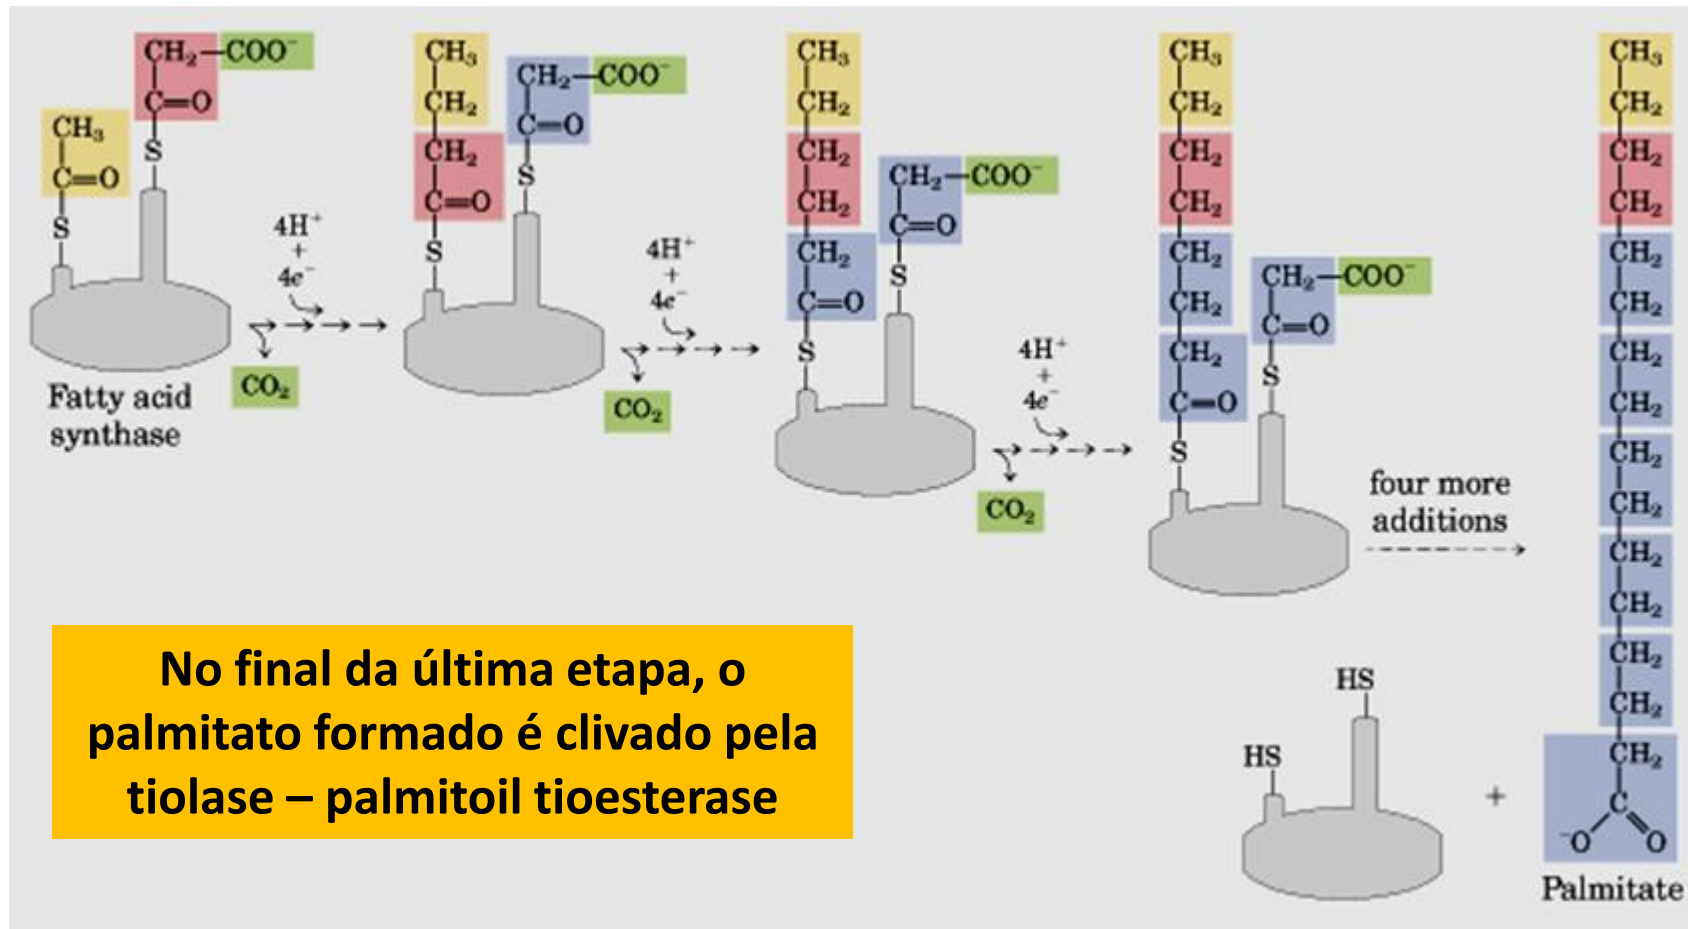 CH₂—COO⁻
C=O
S
CH₃
C=O
S
Fatty acid
synthase
4H⁺
+
4e⁻
CO₂
CH₃
CH₂
CH₂
C=O
S
CH₂—COO⁻
C=O
S
4H⁺
+
4e⁻
CO₂
CH₃
CH₂
CH₂
CH₂
CH₂
C=O
S
CH₂—COO⁻
C=O
S
4H⁺
+
4e⁻
CO₂
CH₃
CH₂
CH₂
CH₂
CH₂
CH₂
CH₂
C=O
S
CH₂—COO⁻
C=O
S
four more
additions
CH₃
CH₂
CH₂
CH₂
CH₂
CH₂
CH₂
CH₂
CH₂
CH₂
CH₂
CH₂
CH₂
CH₂
CH₂
C
⁻O O
Palmitate
HS
HS
+
No final da última etapa, o
palmitato formado é clivado pela
tiolase – palmitoil tioesterase